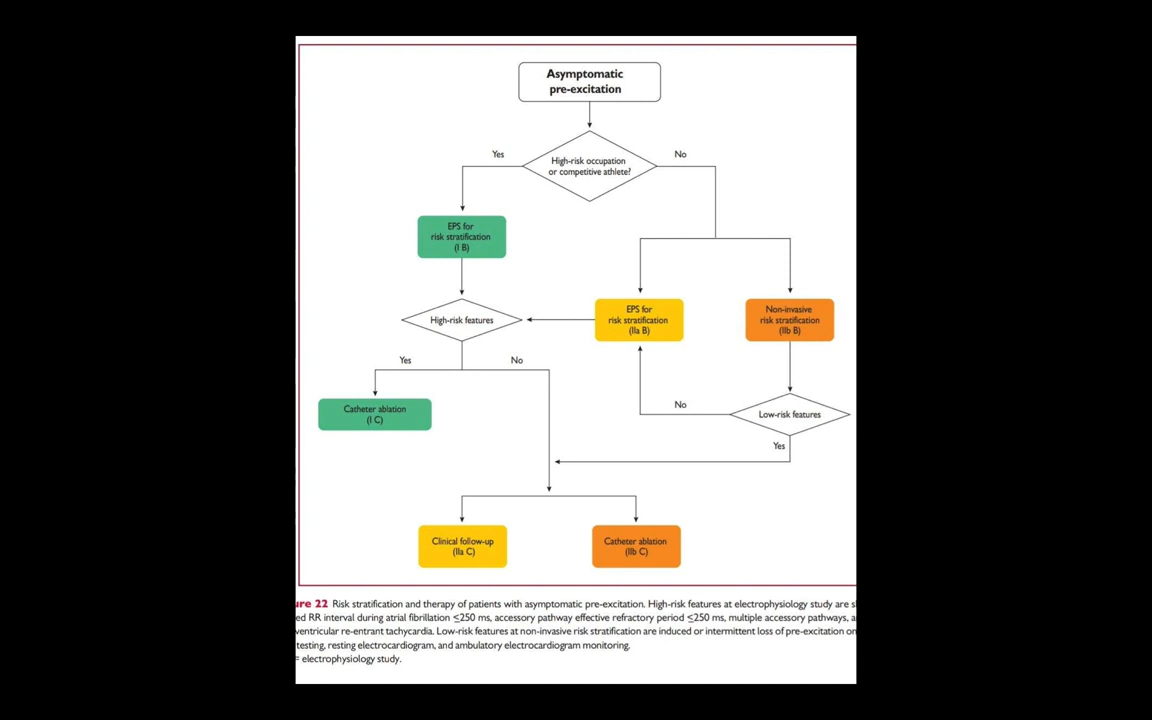 Asymptomatic
pre-excitation
Yes
High-risk occupation
or competitive athlete?
No
EPS for
risk stratification
(I B)
High-risk features
EPS for
risk stratification
(IIa B)
Non-invasive
risk stratification
(IIb B)
Yes
No
Catheter ablation
(I C)
No
Low-risk features
Yes
Clinical follow-up
(IIa C)
Catheter ablation
(IIb C)
ure 22 Risk stratification and therapy of patients with asymptomatic pre-excitation. High-risk features at electrophysiology study are
ed RR interval during atrial fibrillation ≤250 ms, accessory pathway effective refractory period ≤250 ms, multiple accessory pathways,
ventricular re-entrant tachycardia. Low-risk features at non-invasive risk stratification are induced or intermittent loss of pre-excitation on
testing, resting electrocardiogram, and ambulatory electrocardiogram monitoring.
= electrophysiology study.